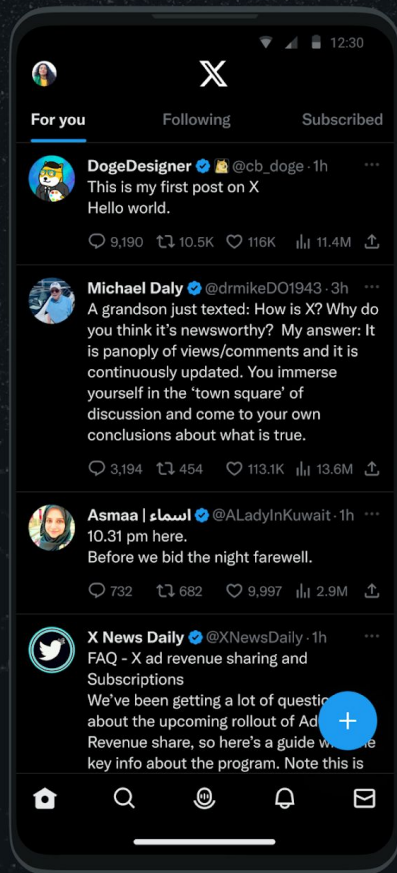 12:30
For you Following Subscribed
DogeDesigner @cb_doge · 1h
This is my first post on X
Hello world.
9,190 10.5K 116K 11.4M
Michael Daly @drmikeDO1943 · 3h
A grandson just texted: How is X? Why do
you think it’s newsworthy?  My answer: It
is panoply of views/comments and it is
continuously updated. You immerse
yourself in the ‘town square’ of
discussion and come to your own
conclusions about what is true.
3,194 454 113.1K 13.6M
Asmaa | اسماء @ALadyInKuwait · 1h
10.31 pm here.
Before we bid the night farewell.
732 682 9,997 2.9M
X News Daily @XNewsDaily · 1h
FAQ - X ad revenue sharing and
Subscriptions
We’ve been getting a lot of
about the upcoming rollout of Ad
Revenue share, so here’s a guide
key info about the program. Note this is